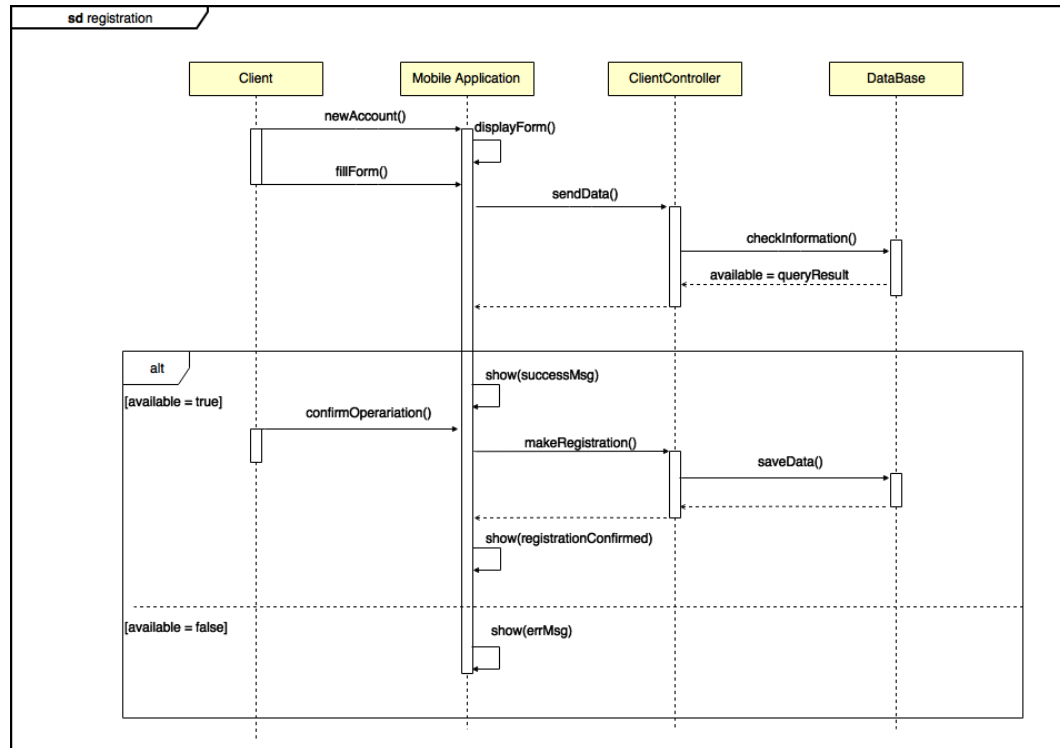 sd registration
Client
Mobile Application
ClientController
DataBase
newAccount()
displayForm()
fillForm()
sendData()
checkInformation()
available = queryResult
alt
show(successMsg)
[available = true]
confirmOperariation()
makeRegistration()
saveData()
show(registrationConfirmed)
[available = false]
show(errMsg)